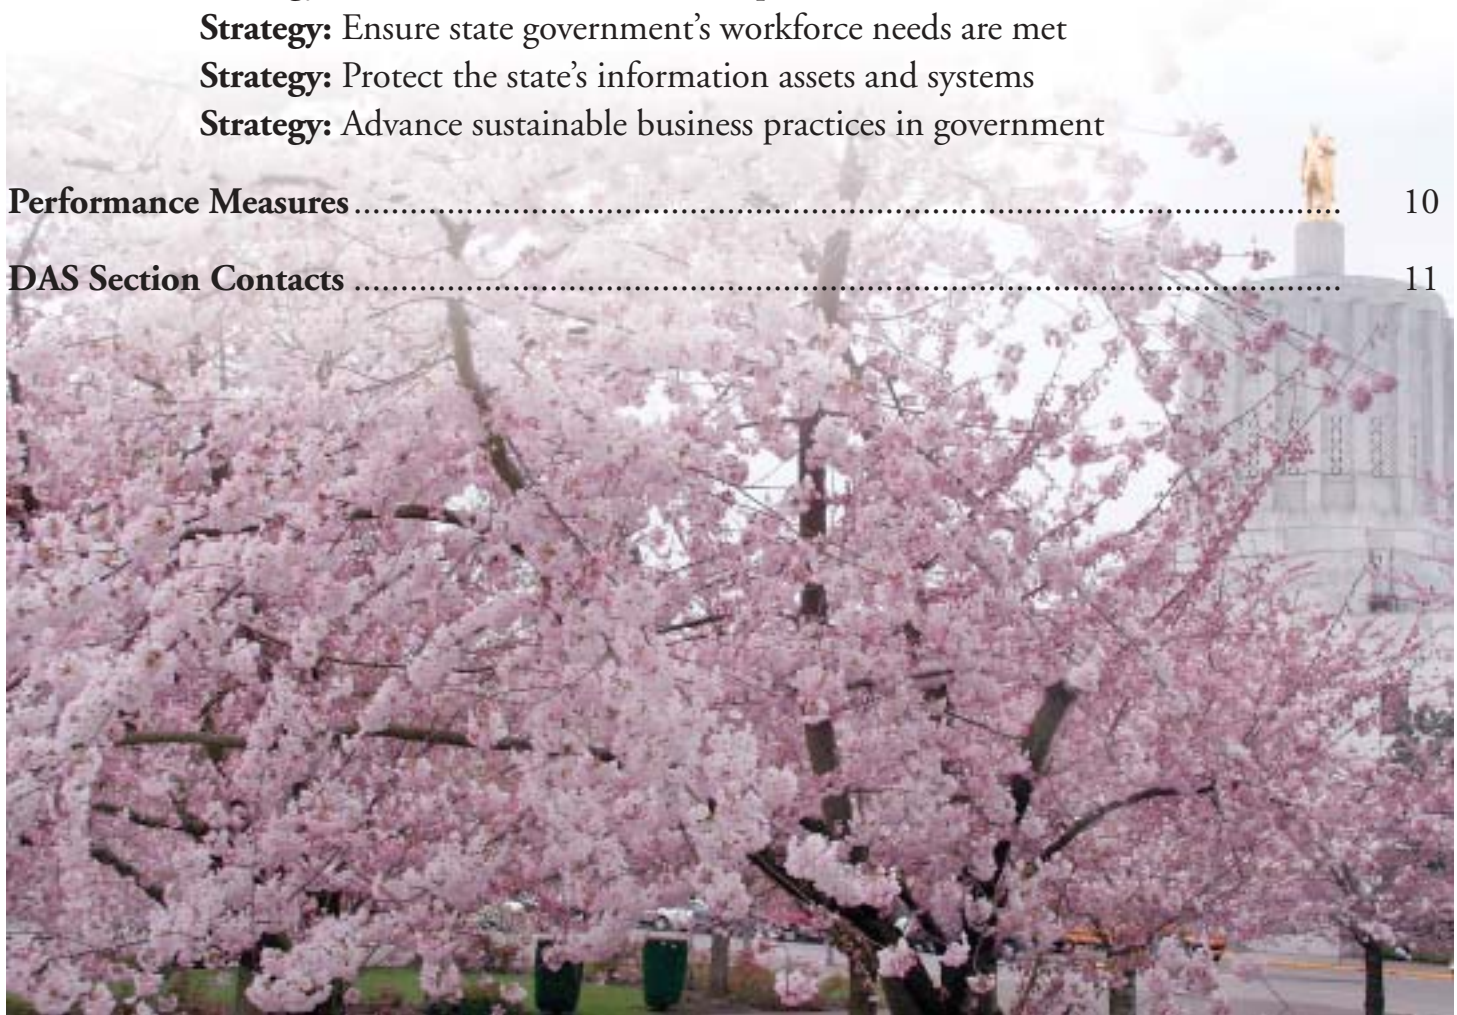 Strategy: Ensure state government's workforce needs are met
Strategy: Protect the state's information assets and systems
Strategy: Advance sustainable business practices in government
Performance Measures.......................................................................................................... 10
DAS Section Contacts .......................................................................................................... 11